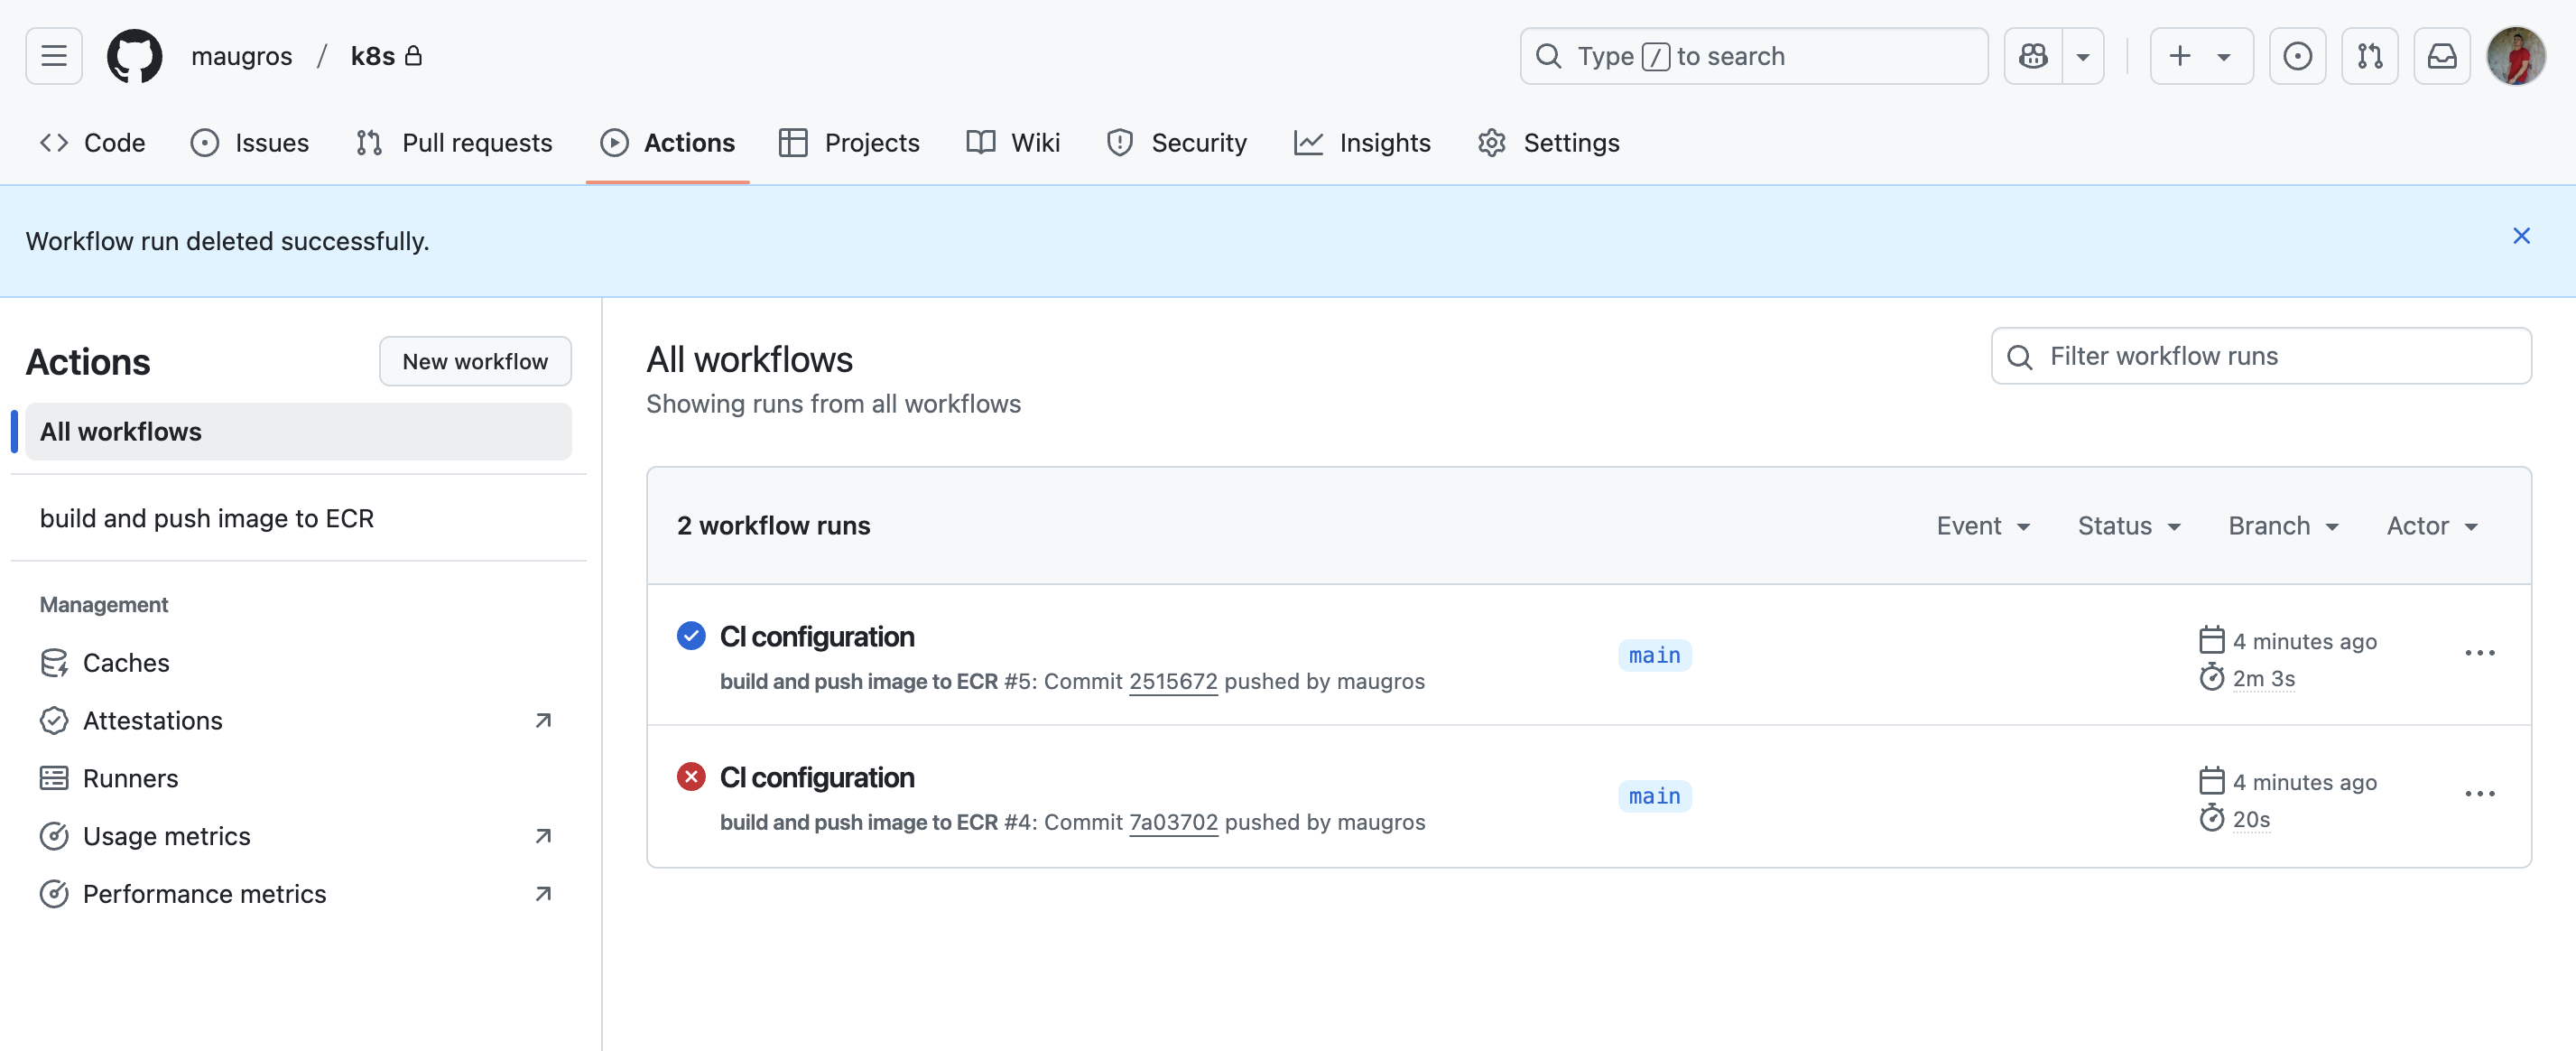 maugros / k8s
Type / to search
Code Issues Pull requests Actions Projects Wiki Security Insights Settings
Workflow run deleted successfully.
Actions
New workflow
All workflows
build and push image to ECR
Management
Caches
Attestations
Runners
Usage metrics
Performance metrics
All workflows
Showing runs from all workflows
Filter workflow runs
2 workflow runs
Event Status Branch Actor
CI configuration
build and push image to ECR #5: Commit 2515672 pushed by maugros
main
4 minutes ago
2m 3s
CI configuration
build and push image to ECR #4: Commit 7a03702 pushed by maugros
main
4 minutes ago
20s